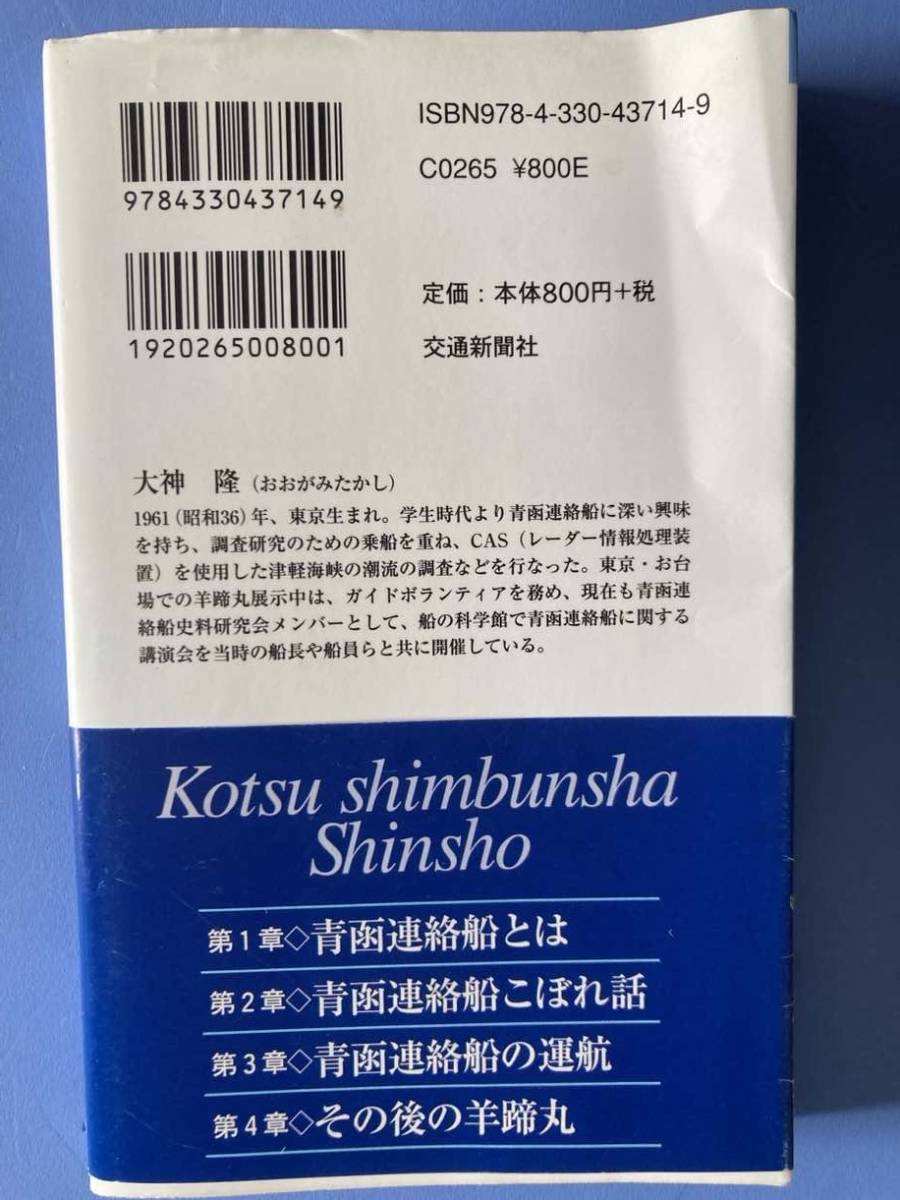 ISBN978-4-330-43714-9
C0265 ¥800E
9784330437149
定価：本体800円+税
1920265008001
交通新聞社
大神　隆（おおがみたかし）
1961（昭和36）年、東京生まれ。学生時代より青函連絡船に深い興味
を持ち、調査研究のための乗船を重ね、CAS（レーダー情報処理装
置）を使用した津軽海峡の潮流の調査などを行なった。東京・お台
場での羊蹄丸展示中は、ガイドボランティアを務め、現在も青函連
絡船史料研究会メンバーとして、船の科学館で青函連絡船に関する
講演会を当時の船長や船員らと共に開催している。
Kotsu shimbunsha
Shinsho
第1章◇青函連絡船とは
第2章◇青函連絡船こぼれ話
第3章◇青函連絡船の運航
第4章◇その後の羊蹄丸